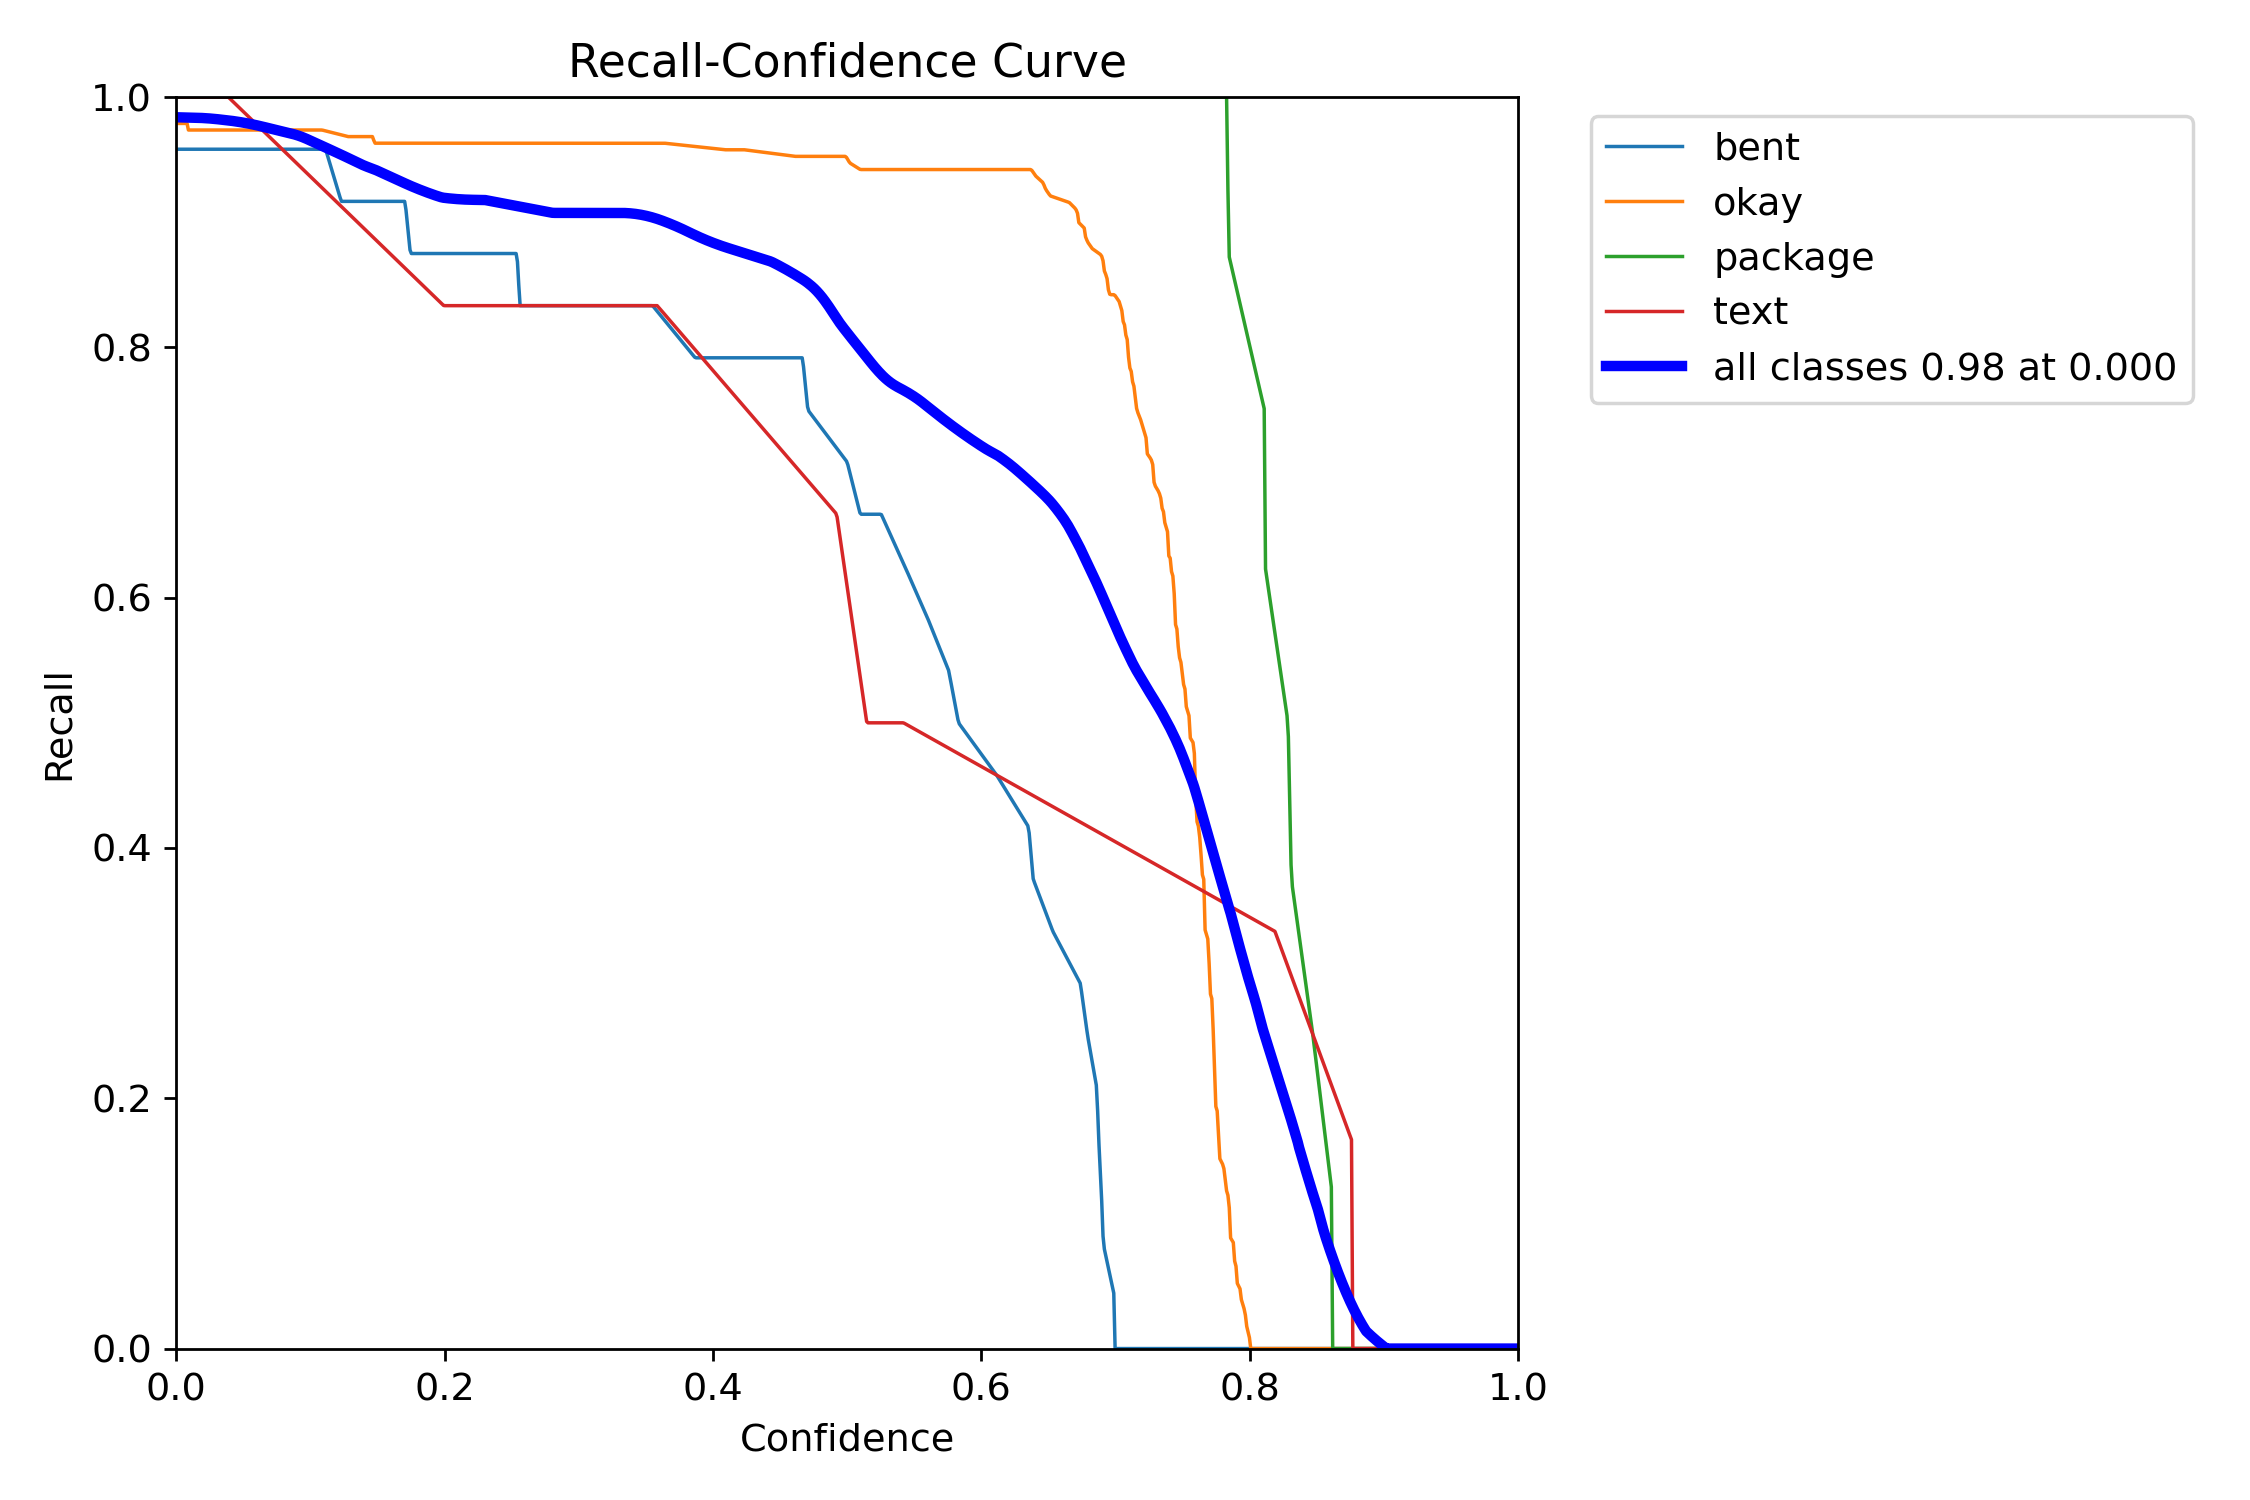 Recall-Confidence Curve
1.0
0.8
0.6
0.4
0.2
0.0
Recall
0.0 0.2 0.4 0.6 0.8 1.0
Confidence
bent
okay
package
text
all classes 0.98 at 0.000